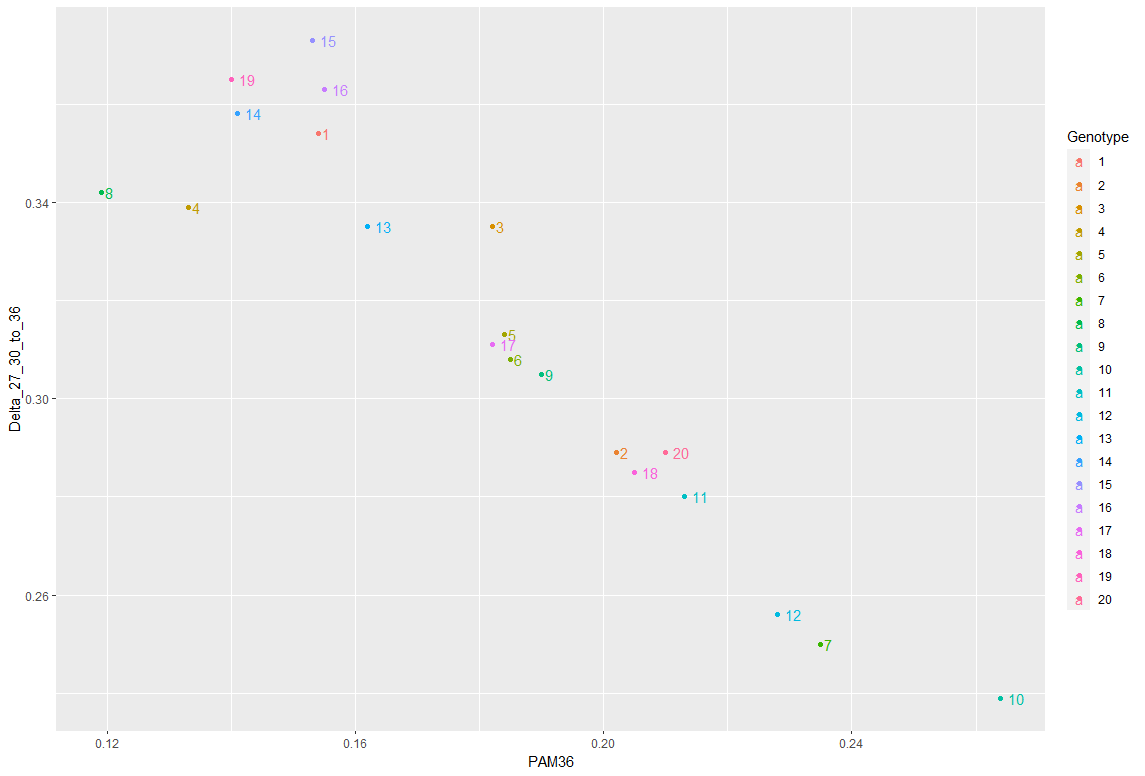 15
19
16
14
1
8
4
13
3
5
17
6
9
2
20
18
11
12
7
10
0.34
0.30
0.26
Delta_27_30_to_36
0.12
0.16
0.20
0.24
PAM36
Genotype
a 1
a 2
a 3
a 4
a 5
a 6
a 7
a 8
a 9
a 10
a 11
a 12
a 13
a 14
a 15
a 16
a 17
a 18
a 19
a 20